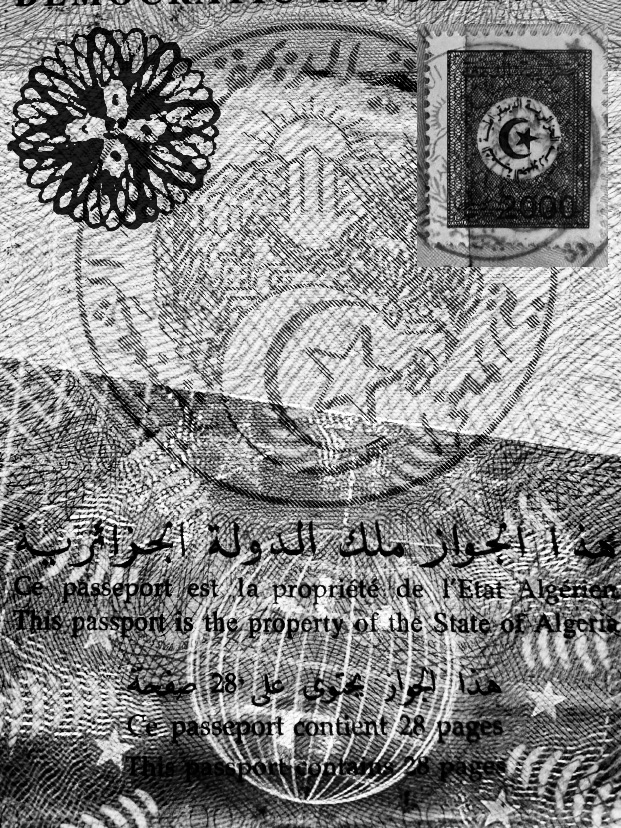 DEMOCRATIC REPUBLIC
2000
هذا الجواز ملك الدولة الجزائرية
Ce passeport est la propriété de l'Etat Algérien
This passport is the property of the State of Algeria
هذا الجواز يحتوي على 28 صفحة
Ce passeport contient 28 pages
This passport contains 28 pages